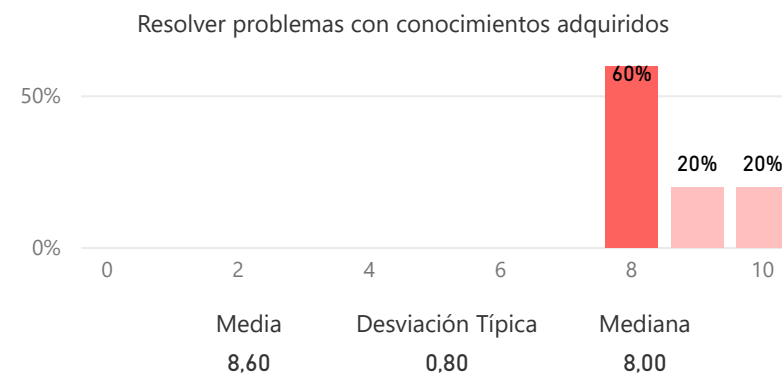 Resolver problemas con conocimientos adquiridos
60%
50%
20% 20%
0%
0 2 4 6 8 10
Media Desviación Típica Mediana
8,60 0,80 8,00